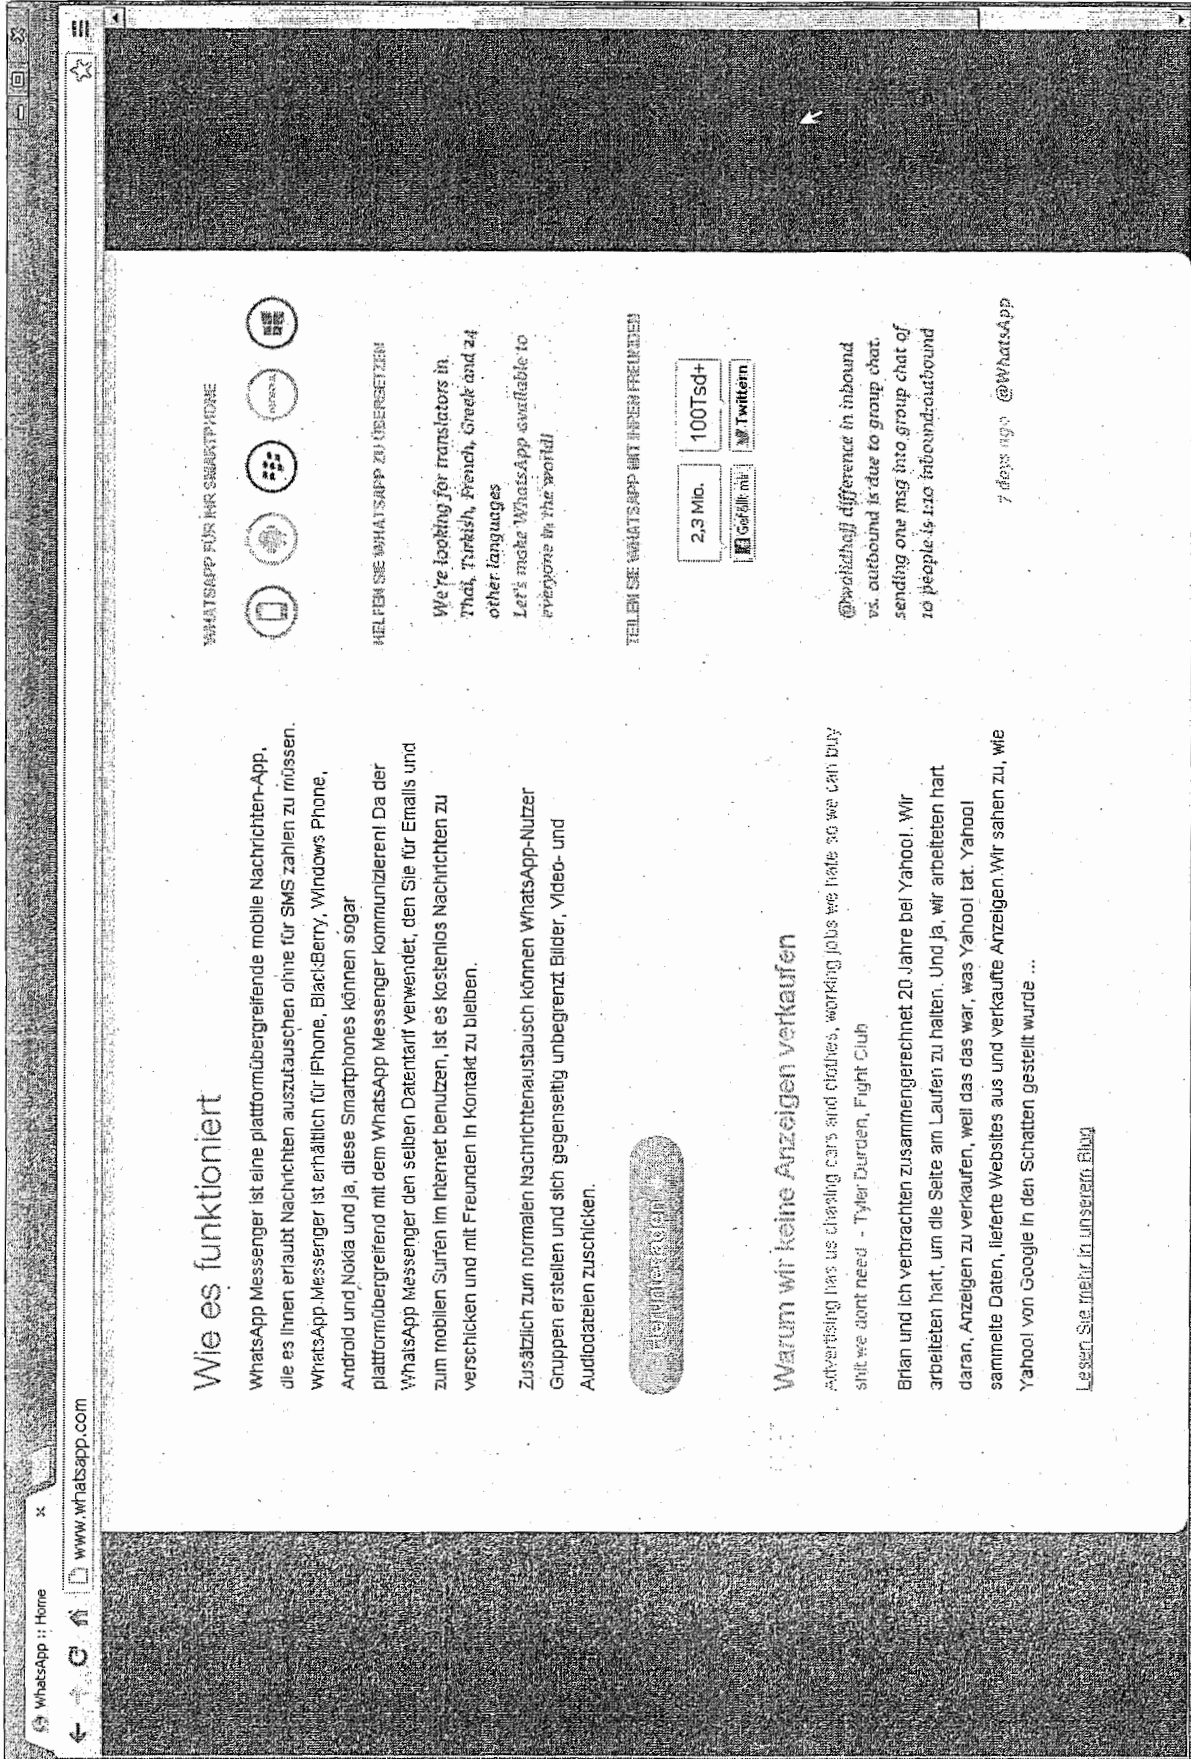 WhatsApp :: Home
www.whatsapp.com
Wie es funktioniert
WhatsApp Messenger ist eine plattformübergreifende mobile Nachrichten-App,
die es Ihnen erlaubt Nachrichten auszutauschen ohne für SMS zahlen zu müssen.
WhatsApp Messenger ist erhältlich für iPhone, BlackBerry, Windows Phone,
Android und Nokia und ja, diese Smartphones können sogar
plattformübergreifend mit dem WhatsApp Messenger kommunizieren! Da der
WhatsApp Messenger den selben Datentarif verwendet, den Sie für Emails und
zum mobilen Surfen im Internet benutzen, ist es kostenlos Nachrichten zu
verschicken und mit Freunden in Kontakt zu bleiben.
Zusätzlich zum normalen Nachrichtenaustausch können WhatsApp-Nutzer
Gruppen erstellen und sich gegenseitig unbegrenzt Bilder, Video- und
Audiodateien zuschicken.
Herunterladen
Warum wir keine Anzeigen verkaufen
Advertising has us chasing cars and clothes, working jobs we hate so we can buy
shit we dont need - Tyler Durden, Fight Club
Brian und ich verbrachten zusammengerechnet 20 Jahre bei Yahoo!. Wir
arbeiteten hart, um die Seite am Laufen zu halten. Und ja, wir arbeiteten hart
daran, Anzeigen zu verkaufen, weil das das war, was Yahoo! tat. Yahoo!
sammelte Daten, lieferte Websites aus und verkaufte Anzeigen.Wir sahen zu, wie
Yahoo! von Google in den Schatten gestellt wurde ...
Lesen Sie mehr in unserem Blog
WHATSAPP FÜR IHR SMARTPHONE
HELFEN SIE WHATSAPP ZU ÜBERSETZEN
We're looking for translators in
Thai, Turkish, French, Greek and 24
other languages
Let's make WhatsApp available to
everyone in the world!
TEILEN SIE WHATSAPP MIT IHREN FREUNDEN
2,3 Mio. 100Tsd+
Gefällt mir Twittern
@walidhajj difference in inbound
vs. outbound is due to group chat.
sending one msg into group chat of
10 people is 1:10 inbound:outbound
7 days ago @WhatsApp